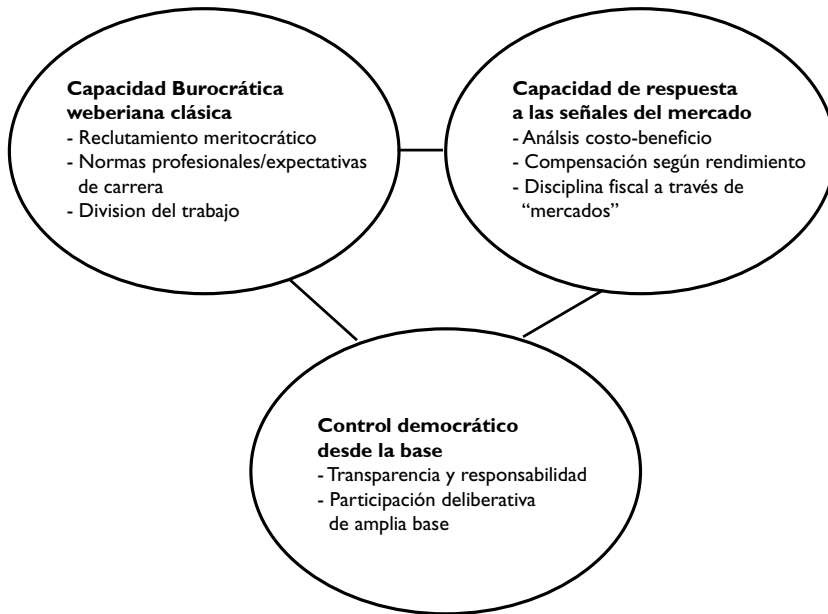 Capacidad Burocrática
weberiana clásica
- Reclutamiento meritocrático
- Normas profesionales/expectativas
de carrera
- Division del trabajo
Capacidad de respuesta
a las señales del mercado
- Análsis costo-beneficio
- Compensación según rendimiento
- Disciplina fiscal a través de
“mercados”
Control democrático
desde la base
- Transparencia y responsabilidad
- Participación deliberativa
de amplia base